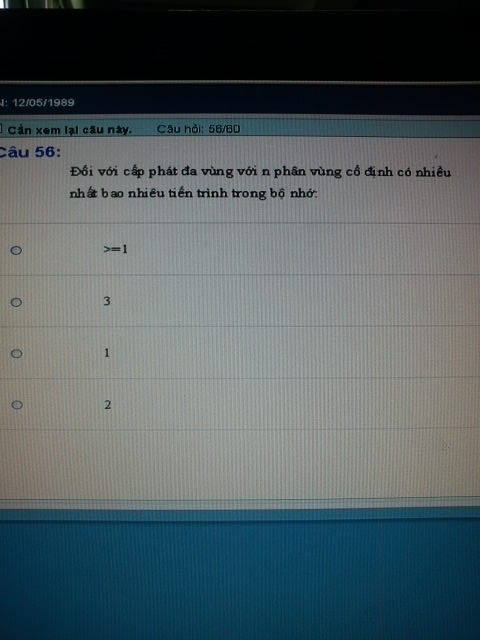 N: 12/05/1989
Cần xem lại câu này. Câu hỏi: 56/60
Câu 56:
Đối với cấp phát đa vùng với n phân vùng cố định có nhiều
nhất bao nhiêu tiến trình trong bộ nhớ:
>=1
3
1
2